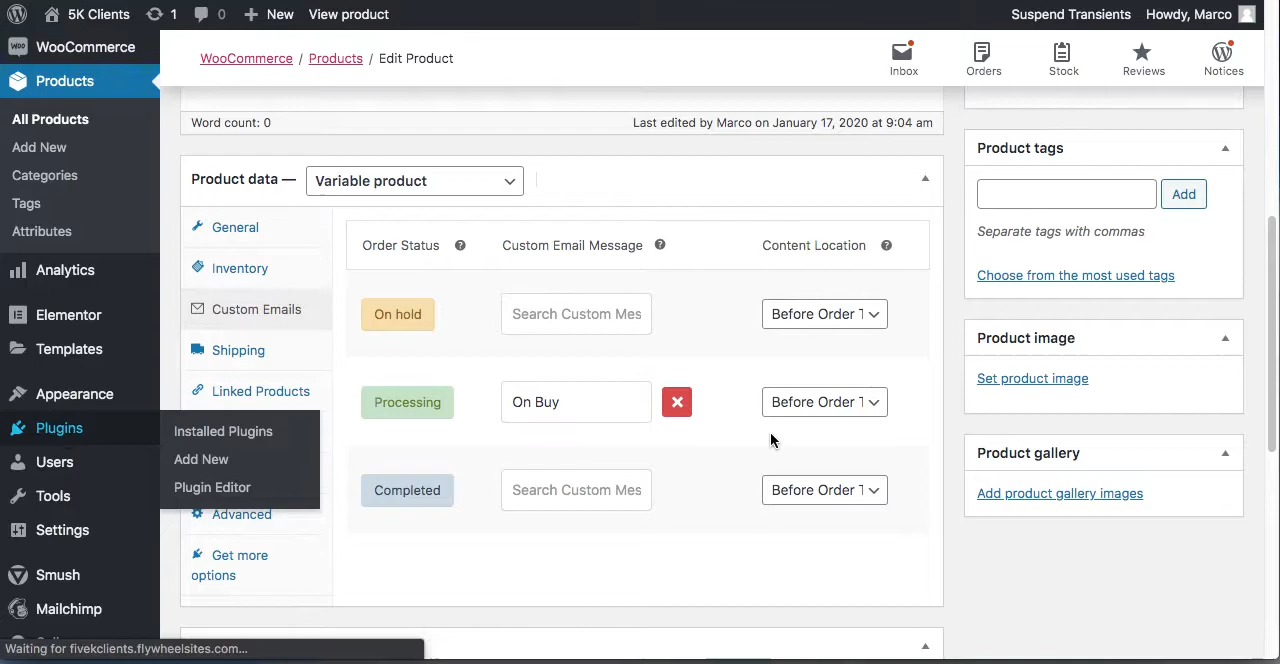 5K Clients
1
0
New
View product
Suspend Transients
Howdy, Marco
WooCommerce
Products
All Products
Add New
Categories
Tags
Attributes
Analytics
Elementor
Templates
Appearance
Plugins
Users
Tools
Settings
Smush
Mailchimp
Installed Plugins
Add New
Plugin Editor
WooCommerce / Products / Edit Product
Inbox
Orders
Stock
Reviews
Notices
Word count: 0
Last edited by Marco on January 17, 2020 at 9:04 am
Product data —
Variable product
General
Inventory
Custom Emails
Shipping
Linked Products
Advanced
Get more
options
Order Status
Custom Email Message
Content Location
On hold
Search Custom Mes
Before Order T
Processing
On Buy
Before Order T
Completed
Search Custom Mes
Before Order T
Product tags
Add
Separate tags with commas
Choose from the most used tags
Product image
Set product image
Product gallery
Add product gallery images
Waiting for fivekclients.flywheelsites.com...